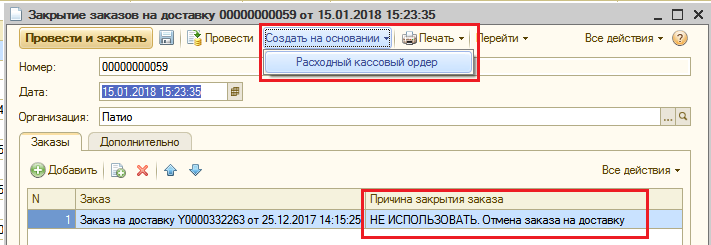 Закрытие заказов на доставку 00000000059 от 15.01.2018 15:23:35
Провести и закрыть Провести Создать на основании Печать Перейти Все действия ?
Расходный кассовый ордер
Номер: 00000000059
Дата: 15.01.2018 15:23:35
Организация: Патио ...
Заказы Дополнительно
Добавить Все действия
N Заказ Причина закрытия заказа
1 Заказ на доставку Y0000332263 от 25.12.2017 14:15:25 НЕ ИСПОЛЬЗОВАТЬ. Отмена заказа на доставку